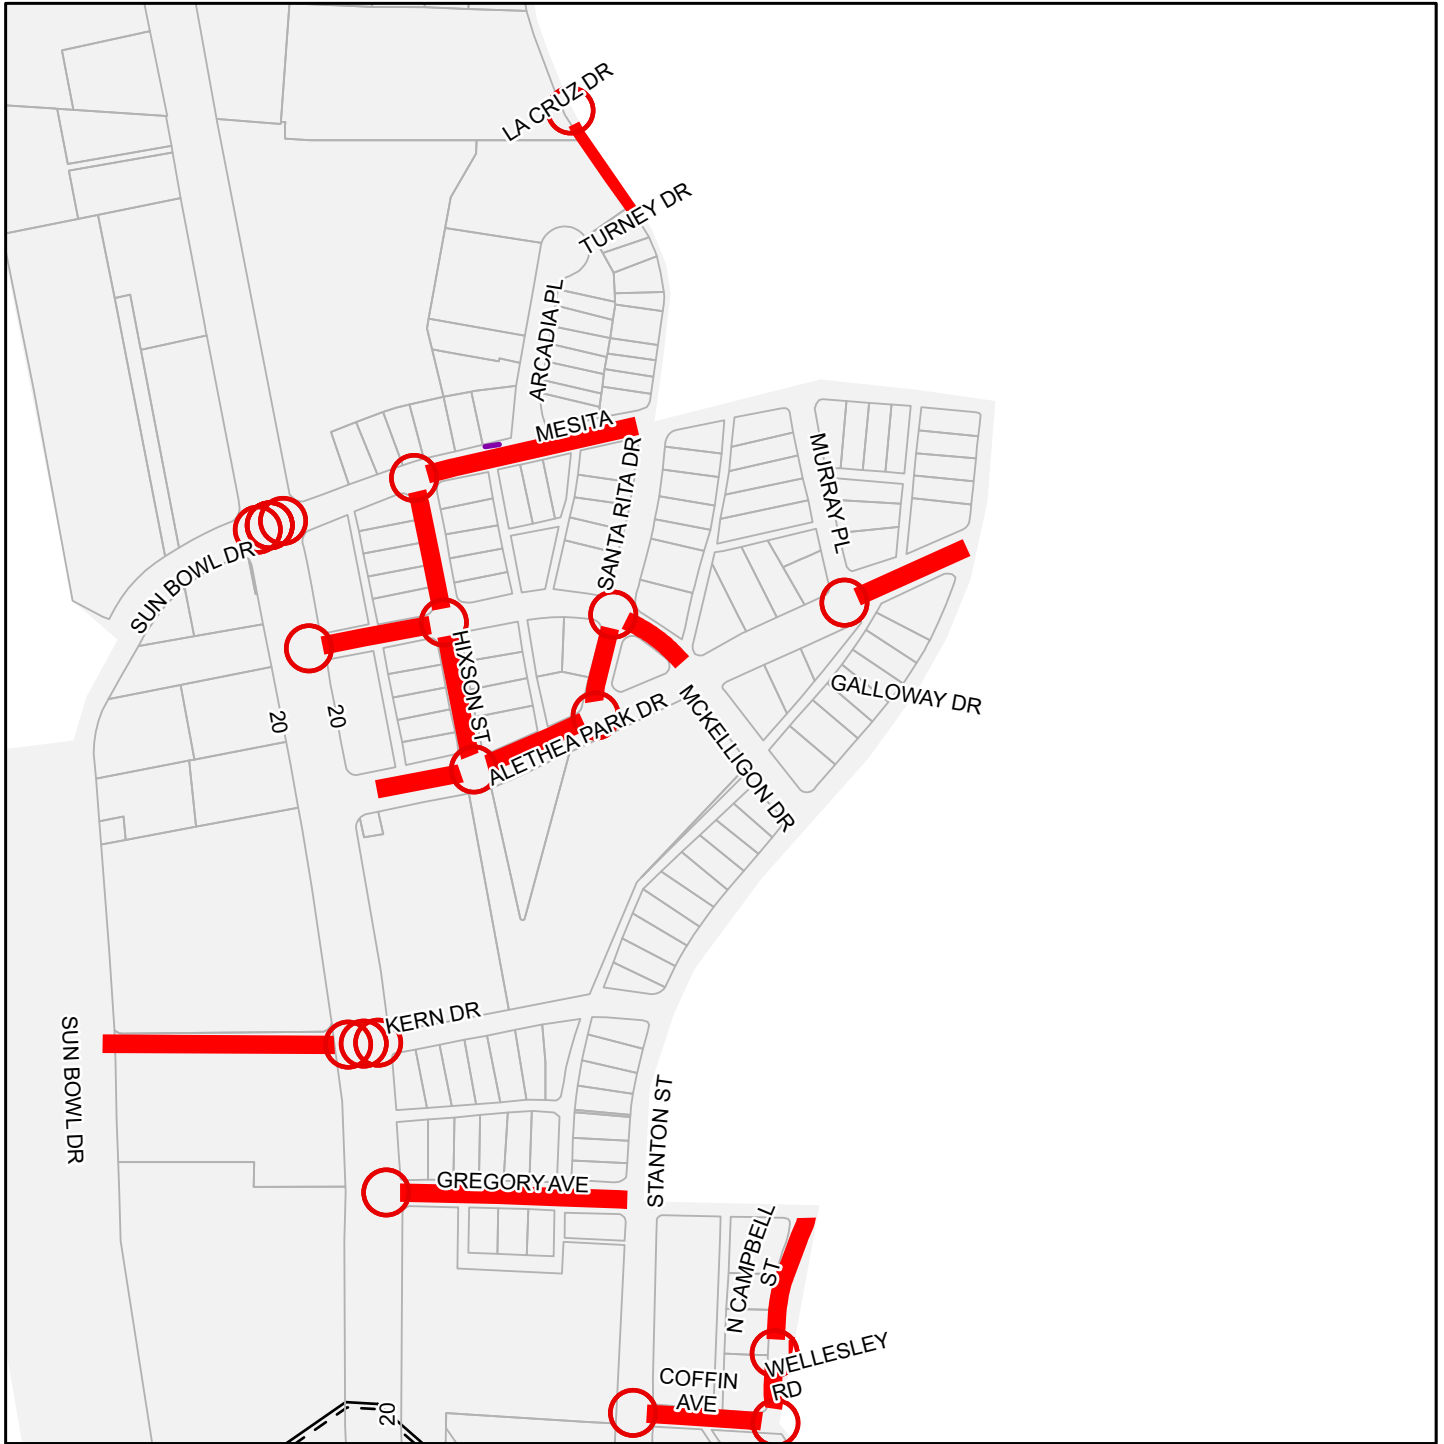 LA CRUZ DR
TURNEY DR
ARCADIA PL
MESITA
SANTA RITA DR
MURRAY PL
SUN BOWL DR
HIXSON ST
GALLOWAY DR
20
20
ALETHEA PARK DR
MCKELLIGON DR
KERN DR
SUN BOWL DR
STANTON ST
GREGORY AVE
N CAMPBELL
ST
WELLESLEY
RD
COFFIN
AVE
20